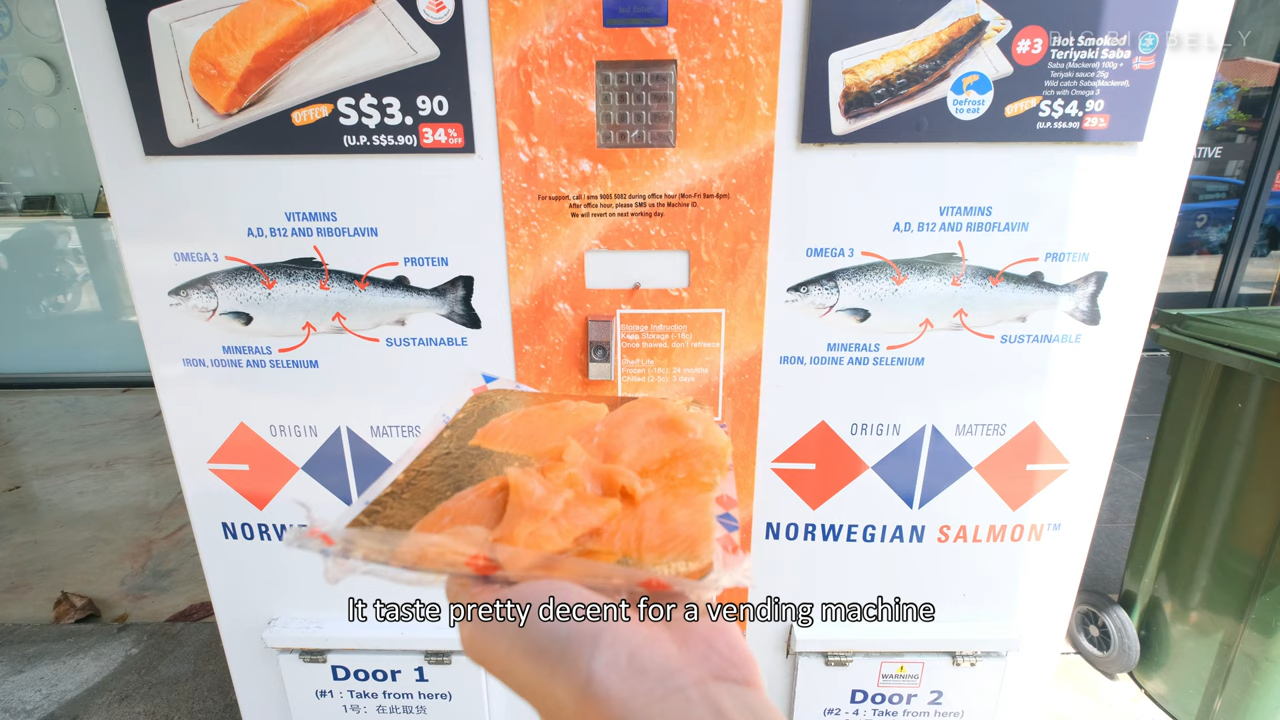 OFFER S$3.90
(U.P. S$5.90) 34% OFF
#3 Hot Smoked
Teriyaki Saba
Saba (Mackerel) 100g +
Teriyaki sauce 25g
Wild catch Saba(Mackerel),
rich with Omega 3
Defrost
to eat
OFFER S$4.90
(U.P. S$6.90) 29%
BIG BIG BELLY
For support, call / sms 9005 5082 during office hour (Mon-Fri 9am-6pm)
After office hour, please SMS us the Machine ID.
We will revert on next working day.
VITAMINS
A,D, B12 AND RIBOFLAVIN
OMEGA 3
PROTEIN
MINERALS
IRON, IODINE AND SELENIUM
SUSTAINABLE
VITAMINS
A,D, B12 AND RIBOFLAVIN
OMEGA 3
PROTEIN
MINERALS
IRON, IODINE AND SELENIUM
SUSTAINABLE
Storage Instruction
Keep Storage (-18c)
Once thawed, don't refreeze
Shelf Life
Frozen (-18c): 24 months
Chilled (2-5c): 3 days
ORIGIN MATTERS
NORW
ORIGIN MATTERS
NORWEGIAN SALMON™
It taste pretty decent for a vending machine
Door 1
(#1 : Take from here)
1号：在此取货
WARNING
Door 2
(#2 - 4 : Take from here)